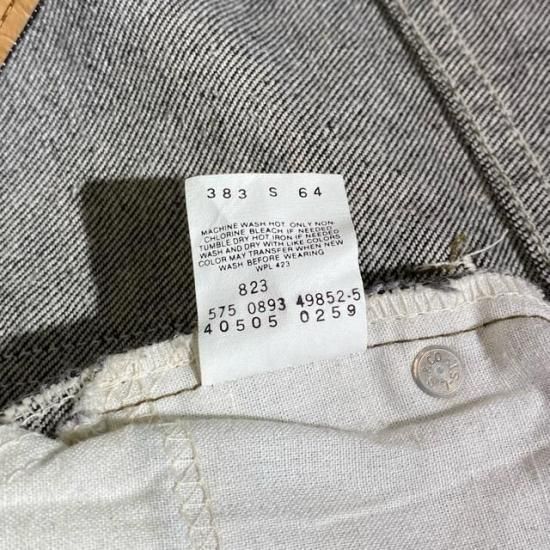 383 S 64
MACHINE WASH HOT. ONLY NON-
CHLORINE BLEACH IF NEEDED
TUMBLE DRY HOT IRON IF NEEDED
WASH AND DRY WITH LIKE COLORS
COLOR MAY TRANSFER WHEN NEW
WASH BEFORE WEARING
WPL 423
823
575 0893 49852-5
40505 0259